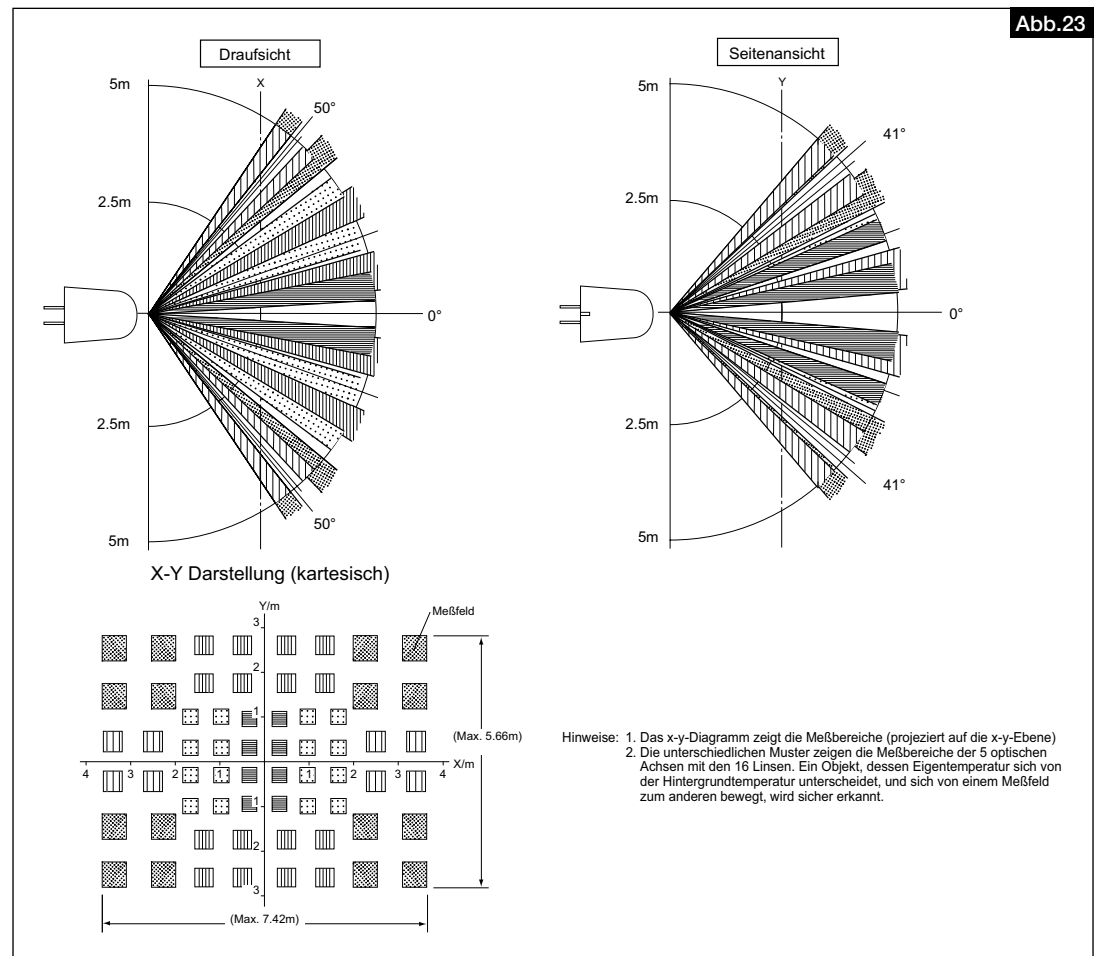 Abb.23
Draufsicht
Seitenansicht
5m
X
50°
2.5m
0°
2.5m
50°
5m
5m
Y
41°
2.5m
0°
2.5m
41°
5m
X-Y Darstellung (kartesisch)
Y/m
Meßfeld
3
2
1
(Max. 5.66m)
4 3 2 1 1 2 3 4 X/m
1
2
3
(Max. 7.42m)
Hinweise: 1. Das x-y-Diagramm zeigt die Meßbereiche (projeziert auf die x-y-Ebene)
2. Die unterschiedlichen Muster zeigen die Meßbereiche der 5 optischen
Achsen mit den 16 Linsen. Ein Objekt, dessen Eigentemperatur sich von
der Hintergrundtemperatur unterscheidet, und sich von einem Meßfeld
zum anderen bewegt, wird sicher erkannt.